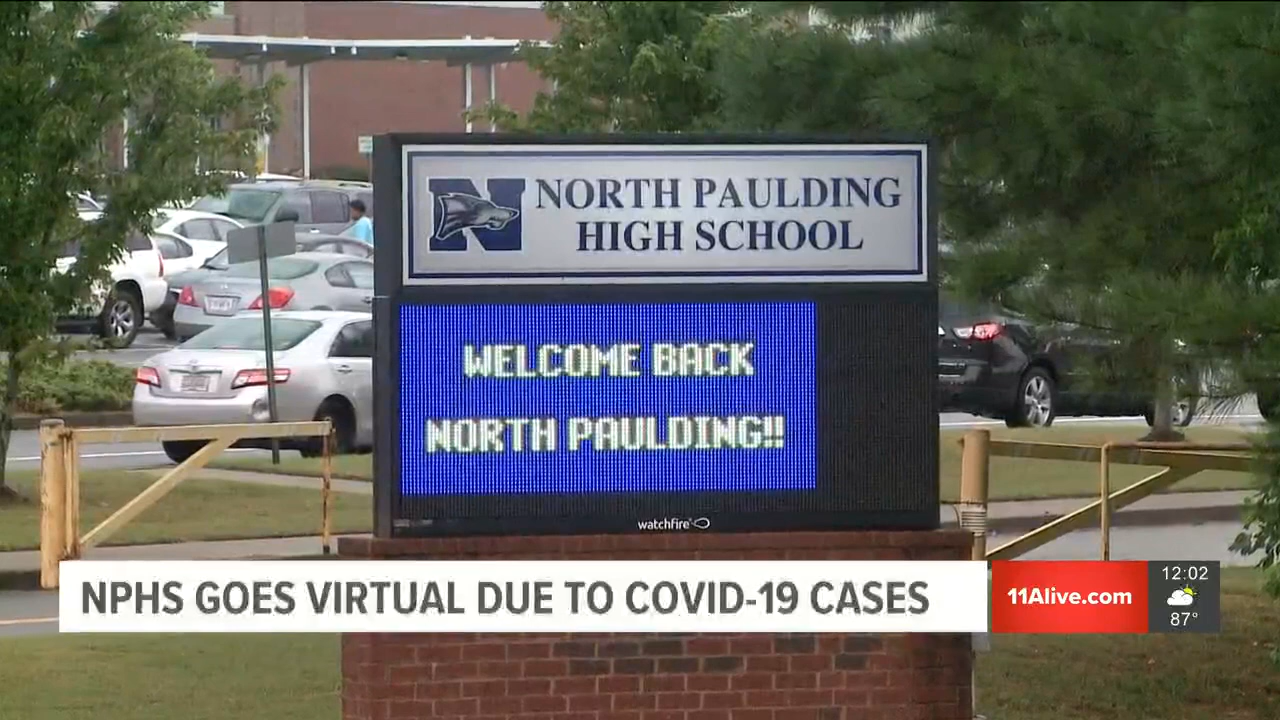 N NORTH PAULDING
HIGH SCHOOL
WELCOME BACK
NORTH PAULDING!!
watchfire
NPHS GOES VIRTUAL DUE TO COVID-19 CASES
11Alive.com
12:02
87°